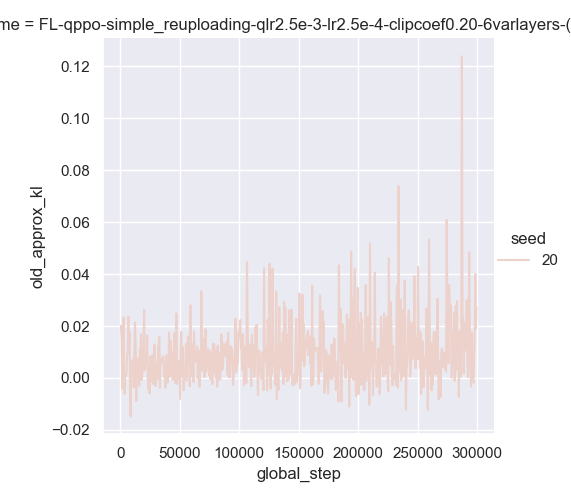 me = FL-qppo-simple_reuploading-qlr2.5e-3-lr2.5e-4-clipcoef0.20-6varlayers-(
0.12
0.10
0.08
0.06
0.04
0.02
0.00
−0.02
old_approx_kl
0 50000 100000 150000 200000 250000 300000
global_step
seed
20